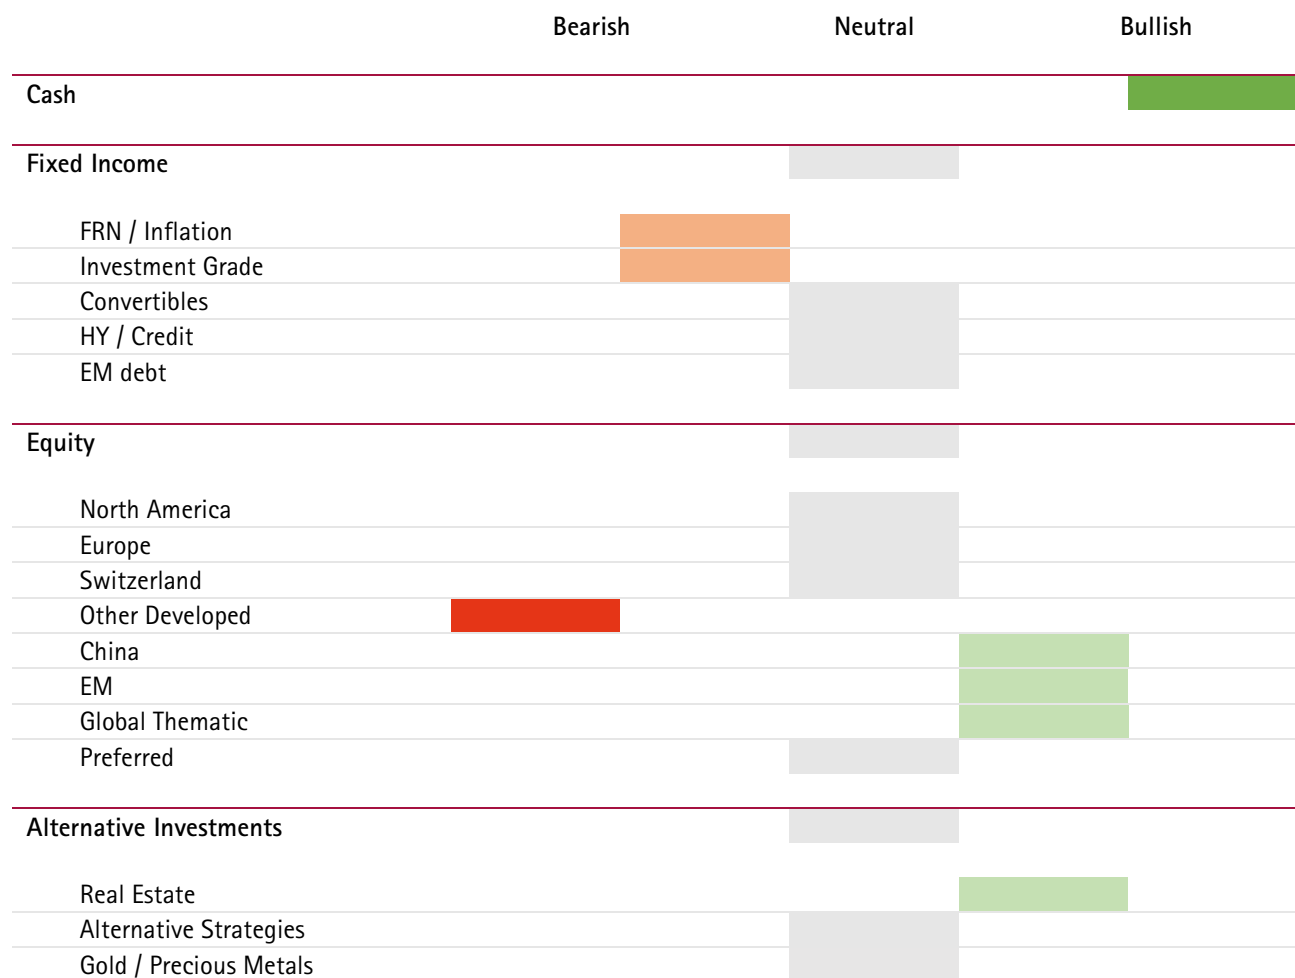 Bearish Neutral Bullish
Cash
Fixed Income
FRN / Inflation
Investment Grade
Convertibles
HY / Credit
EM debt
Equity
North America
Europe
Switzerland
Other Developed
China
EM
Global Thematic
Preferred
Alternative Investments
Real Estate
Alternative Strategies
Gold / Precious Metals